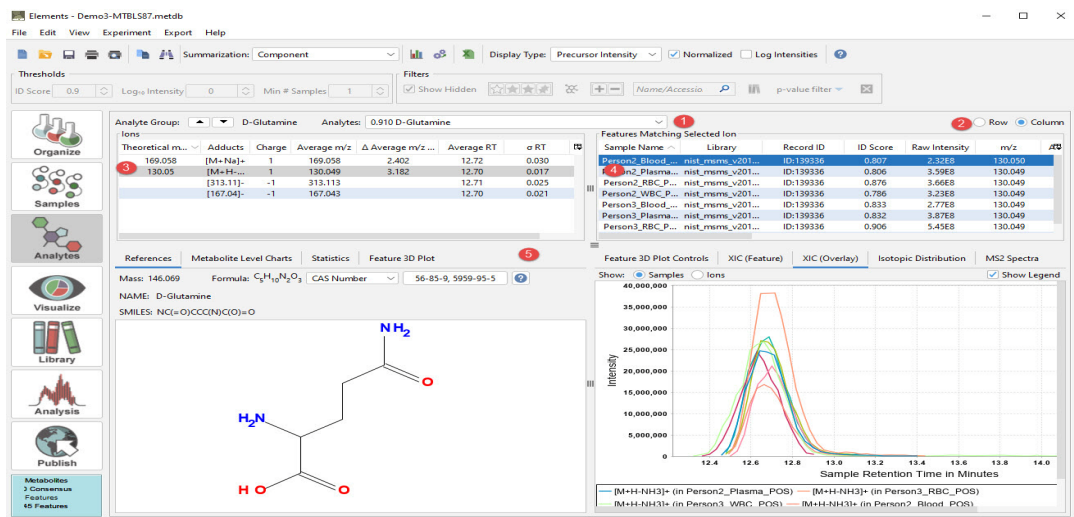 Elements - Demo3-MTBLS87.metdb
File Edit View Experiment Export Help
Summarization: Component Display Type: Precursor Intensity Normalized Log Intensities
Thresholds
ID Score 0.9 Log₁₀ Intensity 0 Min # Samples 1
Filters
Show Hidden Name/Accessio p-value filter
Organize
Samples
Analytes
Visualize
Library
Analysis
Publish
Metabolites
Consensus
Features
Features
Analyte Group: D-Glutamine Analytes: 0.910 D-Glutamine 1
2 Row Column
Ions
Theoretical m... Adducts Charge Average m/z Δ Average m/z ... Average RT σ RT
169.058 [M+Na]+ 1 169.058 2.402 12.72 0.030
3 130.05 [M+H-... 1 130.049 3.182 12.70 0.017
[313.11]- -1 313.113 12.71 0.025
[167.04]- -1 167.043 12.70 0.021
Features Matching Selected Ion
Sample Name Library Record ID ID Score Raw Intensity m/z
Person2_Blood_... nist_msms_v201... ID:139336 0.807 2.32E8 130.050
4 Person2_Plasma... nist_msms_v201... ID:139336 0.806 3.59E8 130.049
Person2_RBC_P... nist_msms_v201... ID:139336 0.876 3.66E8 130.049
Person2_WBC_P... nist_msms_v201... ID:139336 0.786 3.23E8 130.049
Person3_Blood_... nist_msms_v201... ID:139336 0.833 2.77E8 130.049
Person3_Plasma... nist_msms_v201... ID:139336 0.832 3.87E8 130.049
Person3_RBC_P... nist_msms_v201... ID:139336 0.906 5.45E8 130.049
References Metabolite Level Charts Statistics Feature 3D Plot 5
Mass: 146.069 Formula: C₅H₁₀N₂O₃ CAS Number 56-85-9, 5959-95-5
NAME: D-Glutamine
SMILES: NC(=O)CCC(N)C(O)=O
NH₂
O
H₂N
H O
O
Feature 3D Plot Controls XIC (Feature) XIC (Overlay) Isotopic Distribution MS2 Spectra
Show: Samples Ions Show Legend
Intensity
40,000,000
35,000,000
30,000,000
25,000,000
20,000,000
15,000,000
10,000,000
5,000,000
0
12.4 12.6 12.8 13.0 13.2 13.4 13.6 13.8 14.0
Sample Retention Time in Minutes
[M+H-NH3]+ (in Person2_Plasma_POS) [M+H-NH3]+ (in Person3_RBC_POS)
[M+H-NH3]+ (in Person3_WBC_POS) [M+H-NH3]+ (in Person2_Blood_POS)